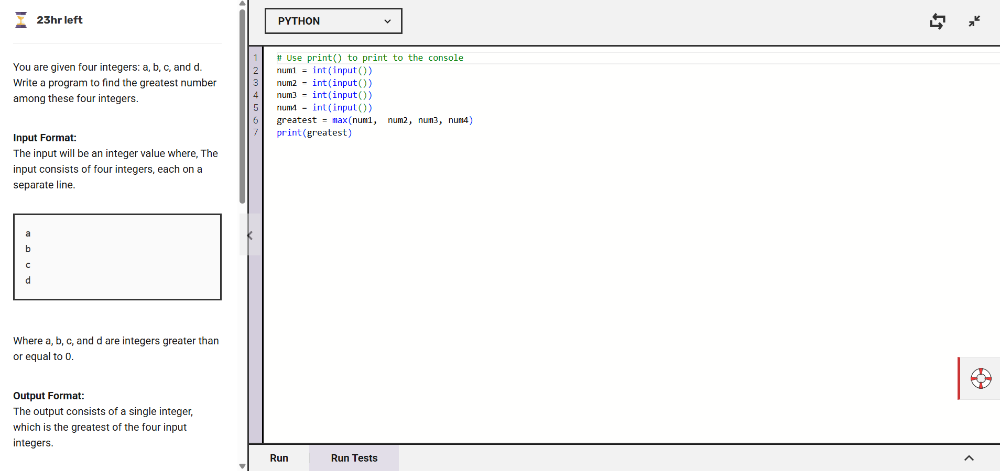 23hr left
You are given four integers: a, b, c, and d.
Write a program to find the greatest number
among these four integers.
Input Format:
The input will be an integer value where, The
input consists of four integers, each on a
separate line.
a
b
c
d
Where a, b, c, and d are integers greater than
or equal to 0.
Output Format:
The output consists of a single integer,
which is the greatest of the four input
integers.
PYTHON
1 # Use print() to print to the console
2 num1 = int(input())
3 num2 = int(input())
4 num3 = int(input())
5 num4 = int(input())
6 greatest = max(num1,  num2, num3, num4)
7 print(greatest)
Run Run Tests